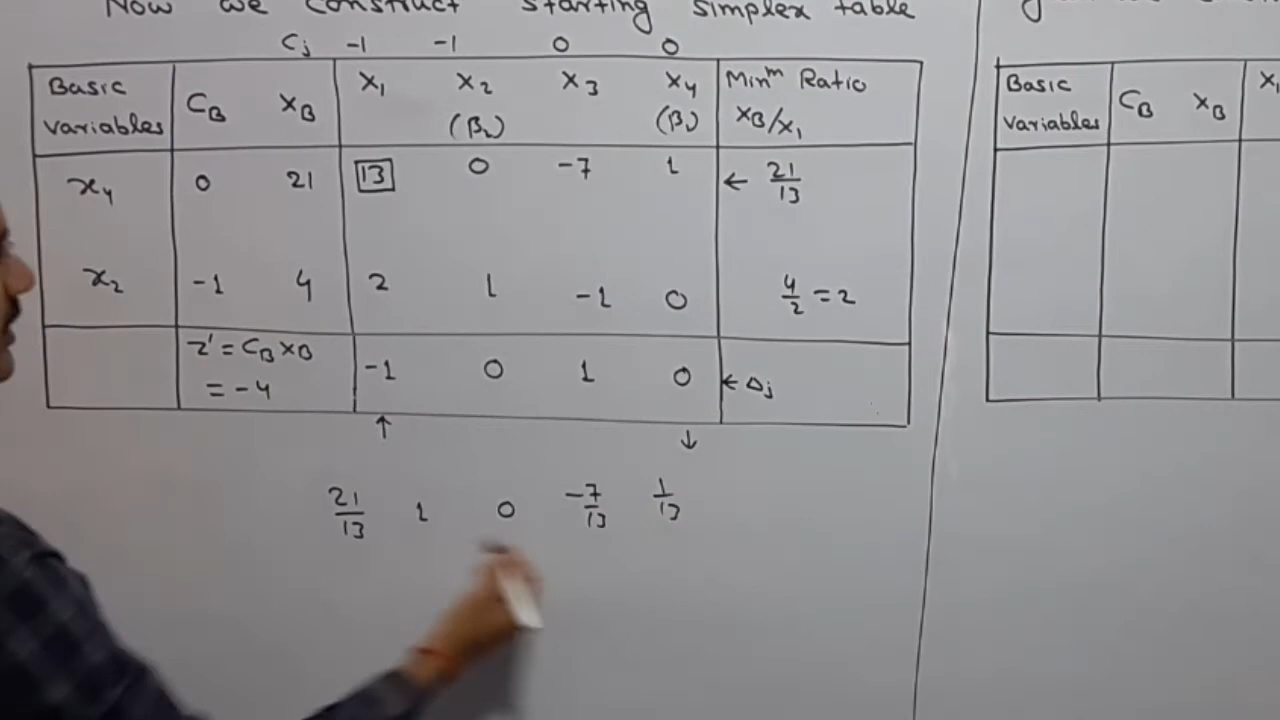 Now we construct starting simplex table
Cj -1 -1 0 0
Basic variables CB XB X1 X2 (β2) X3 X4 (β1) Minᵐ Ratio XB/X1
x4 0 21 13 0 -7 1 ← 21/13
x2 -1 4 2 1 -1 0 4/2 = 2
Z' = CB XB = -4 -1 0 1 0 ← Δj
↑ ↓
21/13 1 0 -7/13 1/13
Basic variables CB XB